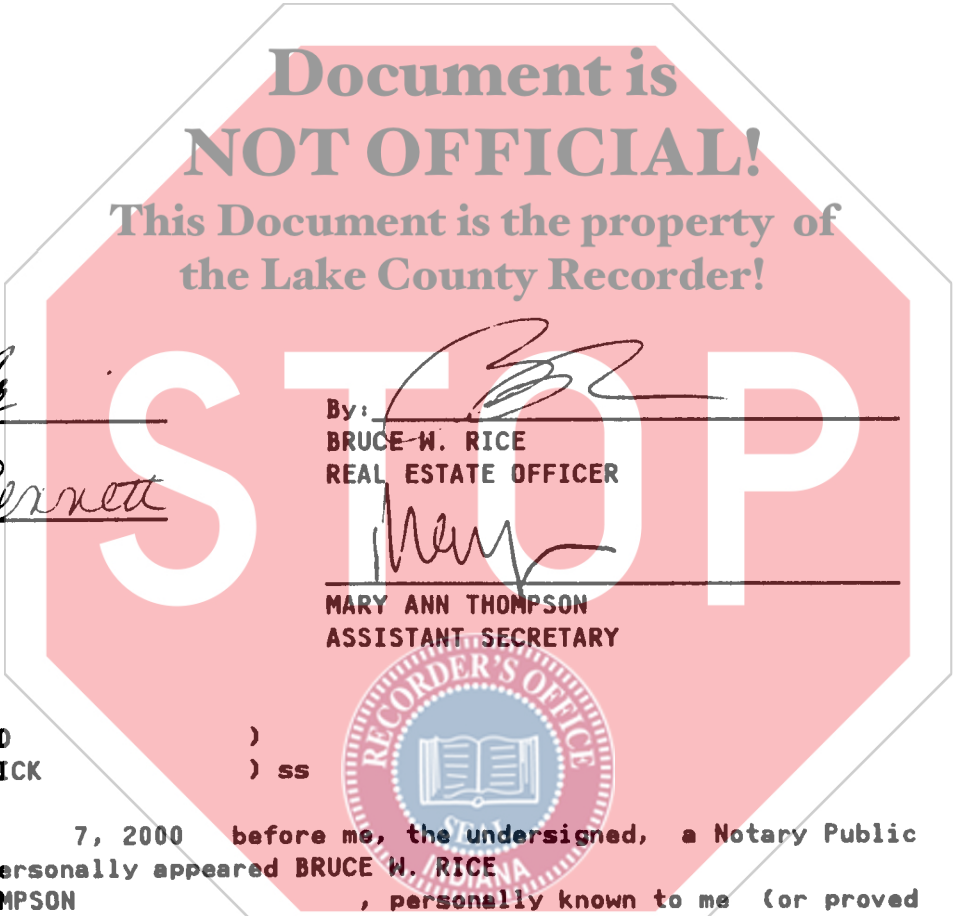 Document is
NOT OFFICIAL!
This Document is the property of
the Lake County Recorder!
STOP
By:
BRUCE W. RICE
REAL ESTATE OFFICER
ennett
MARY ANN THOMPSON
ASSISTANT SECRETARY
RECORDER'S OFFICE
SEAL
INDIANA
)
ICK ) ss
7, 2000 before me, the undersigned, a Notary Public
ersonally appeared BRUCE W. RICE
MPSON , personally known to me (or proved